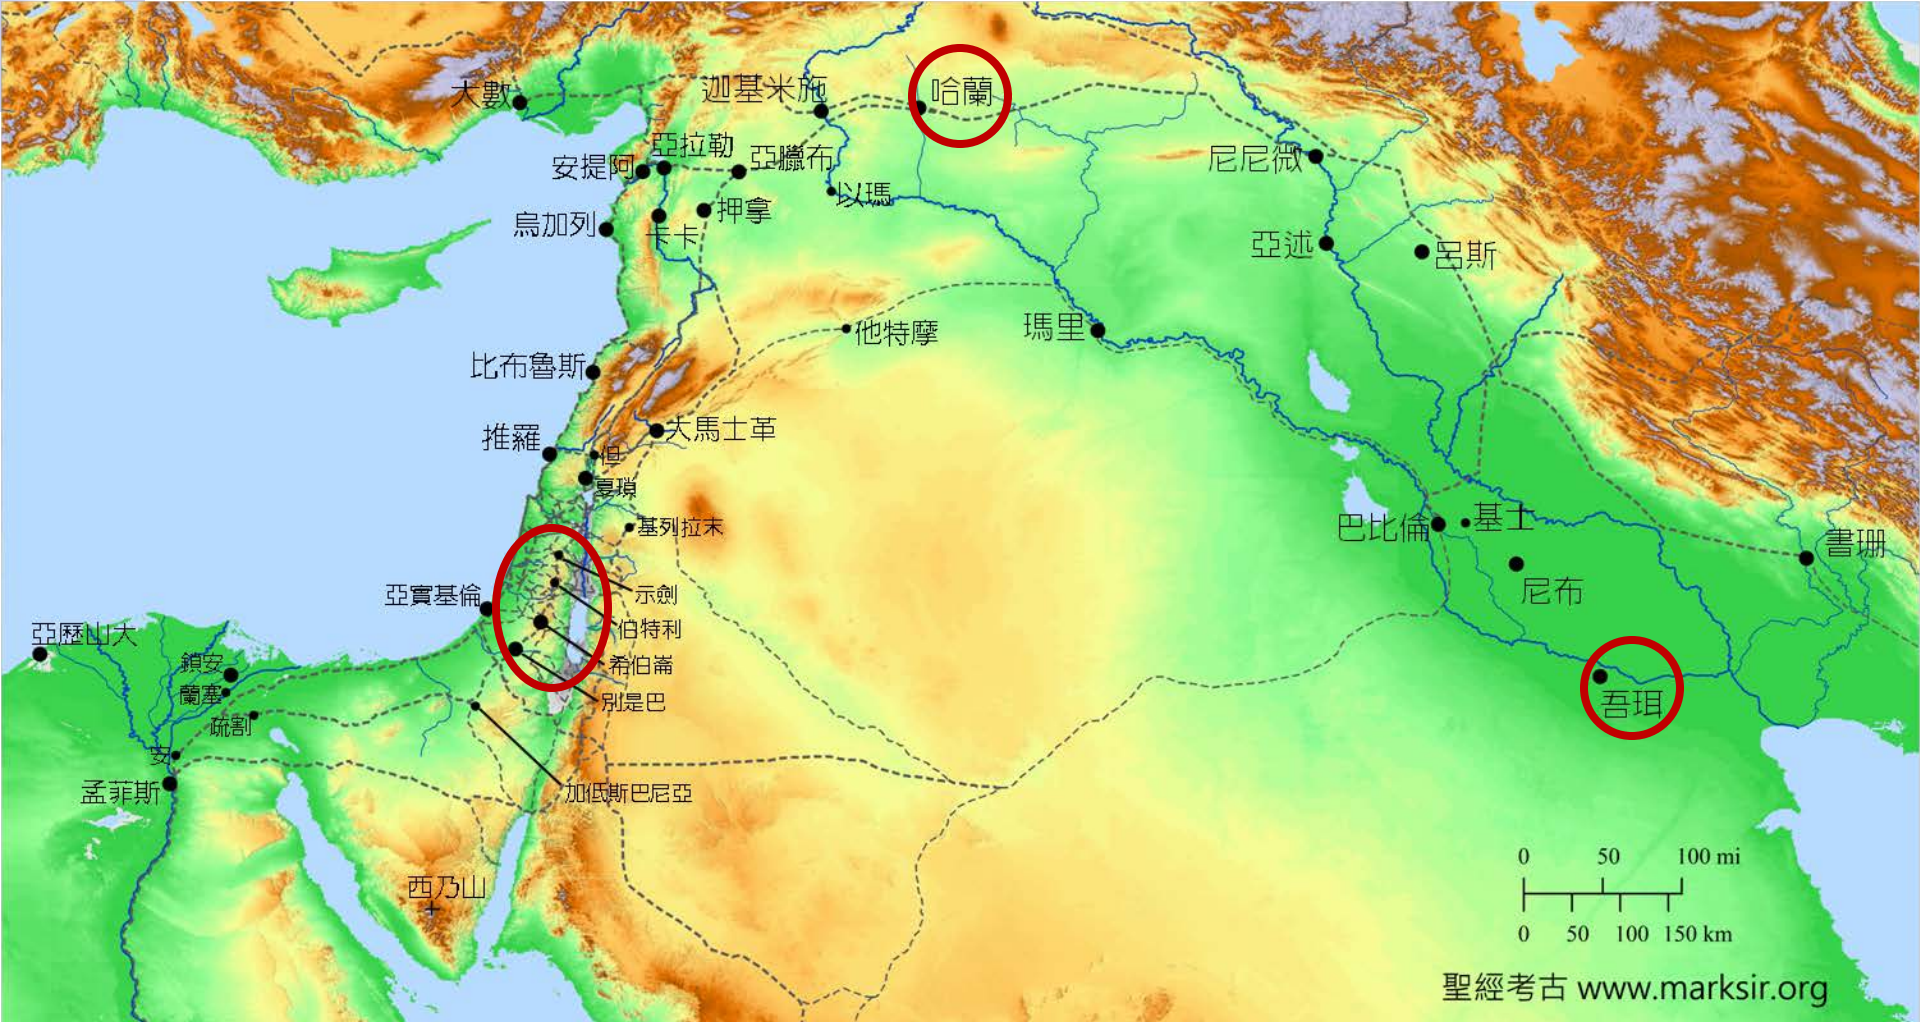 大數
迦基米施
哈蘭
安提阿
亞拉勒
亞臘布
以瑪
尼尼微
烏加列
卡卡
押拿
亞述
呂斯
他特摩
瑪里
比布魯斯
推羅
大馬士革
但
夏瑣
基列拉末
巴比倫
基士
書珊
亞實基倫
示劍
尼布
亞歷山大
伯特利
鎖安
希伯崙
蘭塞
別是巴
吾珥
疏割
安
孟菲斯
加低斯巴尼亞
西乃山
0 50 100 mi
0 50 100 150 km
聖經考古 www.marksir.org